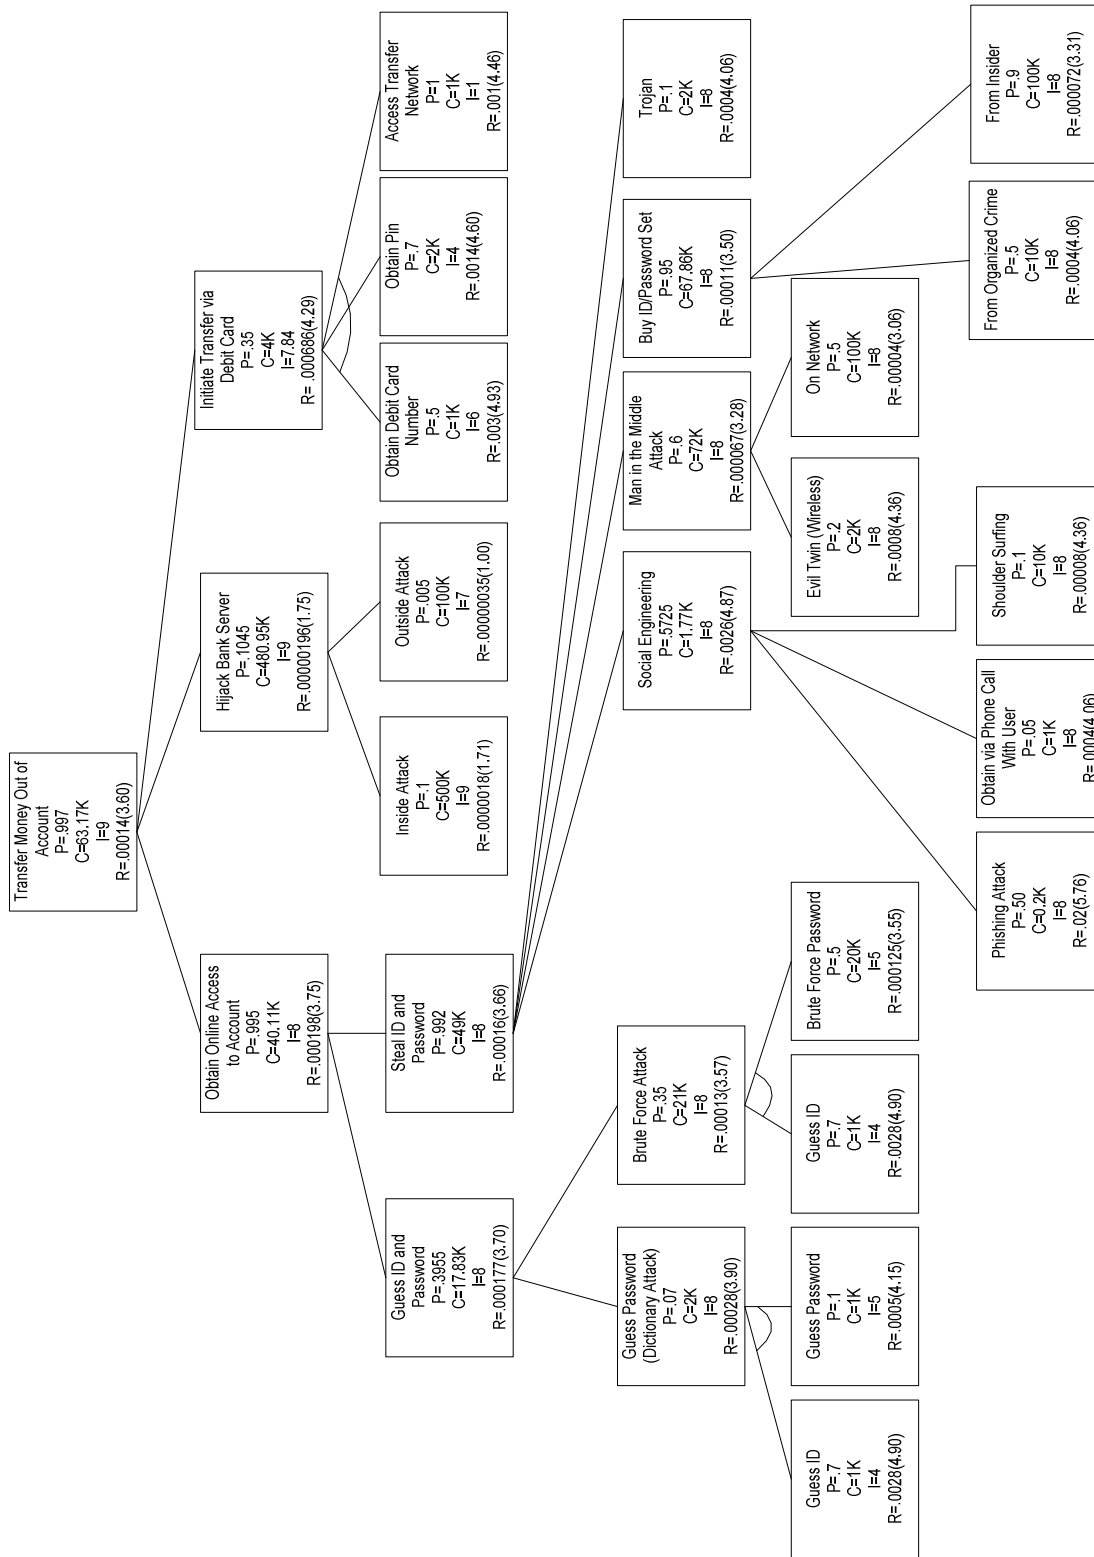 Transfer Money Out of
Account
P=.997
C=63.17K
I=9
R=.00014(3.60)
Obtain Online Access
to Account
P=.995
C=40.11K
I=8
R=.000198(3.75)
Hijack Bank Server
P=.1045
C=480.95K
I=9
R=.00000196(1.75)
Initiate Transfer via
Debit Card
P=.35
C=4K
I=7.84
R= .000686(4.29)
Guess ID and
Password
P=.3955
C=17.83K
I=8
R=.000177(3.70)
Steal ID and
Password
P=.992
C=49K
I=8
R=.00016(3.66)
Inside Attack
P=.1
C=500K
I=9
R=.0000018(1.71)
Outside Attack
P=.005
C=100K
I=7
R=.00000035(1.00)
Obtain Debit Card
Number
P=.5
C=1K
I=6
R=.003(4.93)
Obtain Pin
P=.7
C=2K
I=4
R=.0014(4.60)
Access Transfer
Network
P=1
C=1K
I=1
R=.001(4.46)
Guess Password
(Dictionary Attack)
P=.07
C=2K
I=8
R=.00028(3.90)
Brute Force Attack
P=.35
C=21K
I=8
R=.00013(3.57)
Social Engineering
P=.5725
C=1.77K
I=8
R=.0026(4.87)
Man in the Middle
Attack
P=.6
C=72K
I=8
R=.000067(3.28)
Buy ID/Password Set
P=.95
C=67.86K
I=8
R=.00011(3.50)
Trojan
P=.1
C=2K
I=8
R=.0004(4.06)
Guess ID
P=.7
C=1K
I=4
R=.0028(4.90)
Guess Password
P=.1
C=1K
I=5
R=.0005(4.15)
Guess ID
P=.7
C=1K
I=4
R=.0028(4.90)
Brute Force Password
P=.5
C=20K
I=5
R=.000125(3.55)
Evil Twin (Wireless)
P=.2
C=2K
I=8
R=.0008(4.36)
On Network
P=.5
C=100K
I=8
R=.00004(3.06)
Phishing Attack
P=.50
C=0.2K
I=8
R=.02(5.76)
Obtain via Phone Call
With User
P=.05
C=1K
I=8
R=.0004(4.06)
Shoulder Surfing
P=.1
C=10K
I=8
R=.00008(4.36)
From Organized Crime
P=.5
C=10K
I=8
R=.0004(4.06)
From Insider
P=.9
C=100K
I=8
R=.000072(3.31)